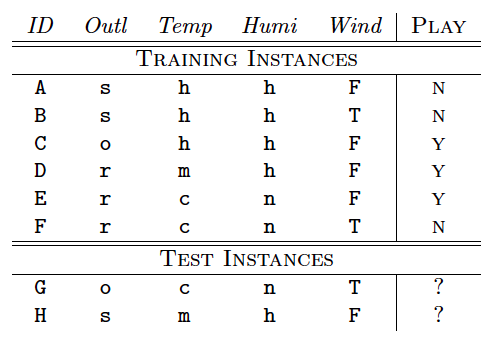 ID Outl Temp Humi Wind PLAY
TRAINING INSTANCES
A s h h F N
B s h h T N
C o h h F Y
D r m h F Y
E r c n F Y
F r c n T N
TEST INSTANCES
G o c n T ?
H s m h F ?